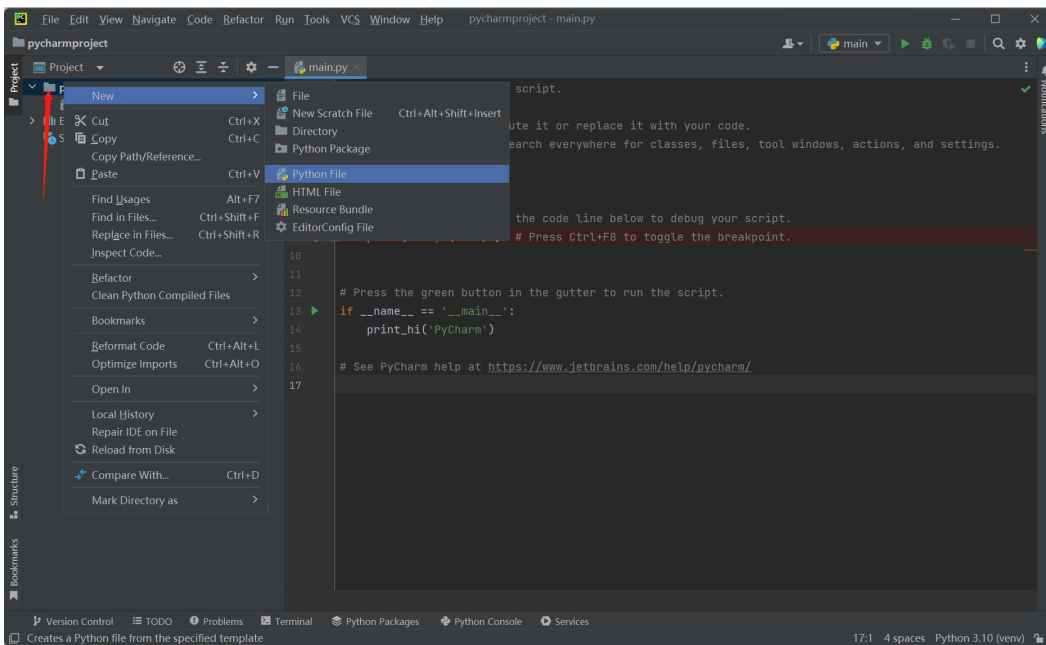 File Edit View Navigate Code Refactor Run Tools VCS Window Help pycharmproject - main.py
pycharmproject
main
Project
main.py
Project
Notifications
New
Cut Ctrl+X
Copy Ctrl+C
Copy Path/Reference...
Paste Ctrl+V
Find Usages Alt+F7
Find in Files... Ctrl+Shift+F
Replace in Files... Ctrl+Shift+R
Inspect Code...
Refactor
Clean Python Compiled Files
Bookmarks
Reformat Code Ctrl+Alt+L
Optimize Imports Ctrl+Alt+O
Open In
Local History
Repair IDE on File
Reload from Disk
Compare With... Ctrl+D
Mark Directory as
File
New Scratch File Ctrl+Alt+Shift+Insert
Directory
Python Package
Python File
HTML File
Resource Bundle
EditorConfig File
script.
ute it or replace it with your code.
earch everywhere for classes, files, tool windows, actions, and settings.
the code line below to debug your script.
# Press Ctrl+F8 to toggle the breakpoint.
10
11
12 # Press the green button in the gutter to run the script.
13 if __name__ == '__main__':
14 print_hi('PyCharm')
15
16 # See PyCharm help at https://www.jetbrains.com/help/pycharm/
17
Structure
Bookmarks
Version Control TODO Problems Terminal Python Packages Python Console Services
Creates a Python file from the specified template 17:1 4 spaces Python 3.10 (venv)